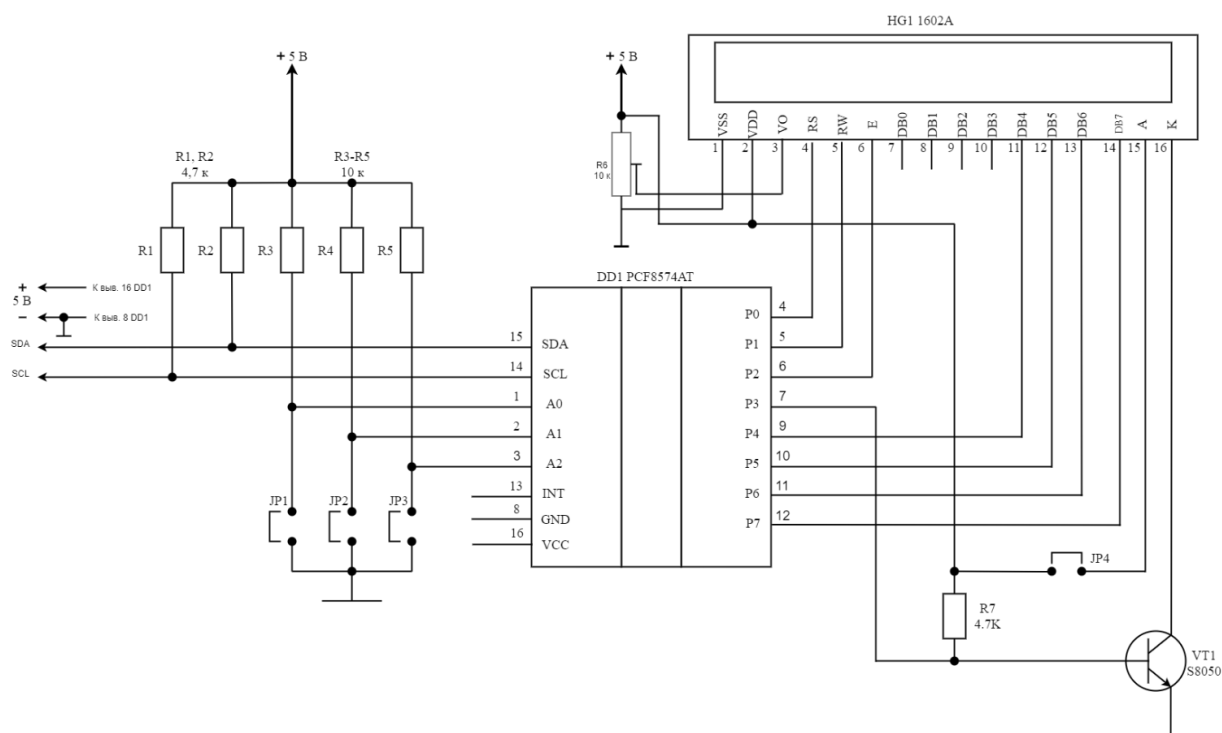 HG1 1602A
+ 5 В
+ 5 В
VSS
VDD
VO
RS
RW
E
DB0
DB1
DB2
DB3
DB4
DB5
DB6
DB7
A
K
1
2
3
4
5
6
7
8
9
10
11
12
13
14
15
16
R1, R2
4,7 к
R3-R5
10 к
R6
10 к
R1
R2
R3
R4
R5
+
5 В
−
К выв. 16 DD1
К выв. 8 DD1
SDA
SCL
DD1 PCF8574AT
15
SDA
14
SCL
1
A0
2
A1
3
A2
13
INT
8
GND
16
VCC
P0
4
P1
5
P2
6
P3
7
P4
9
P5
10
P6
11
P7
12
JP1
JP2
JP3
JP4
R7
4.7K
VT1
S8050